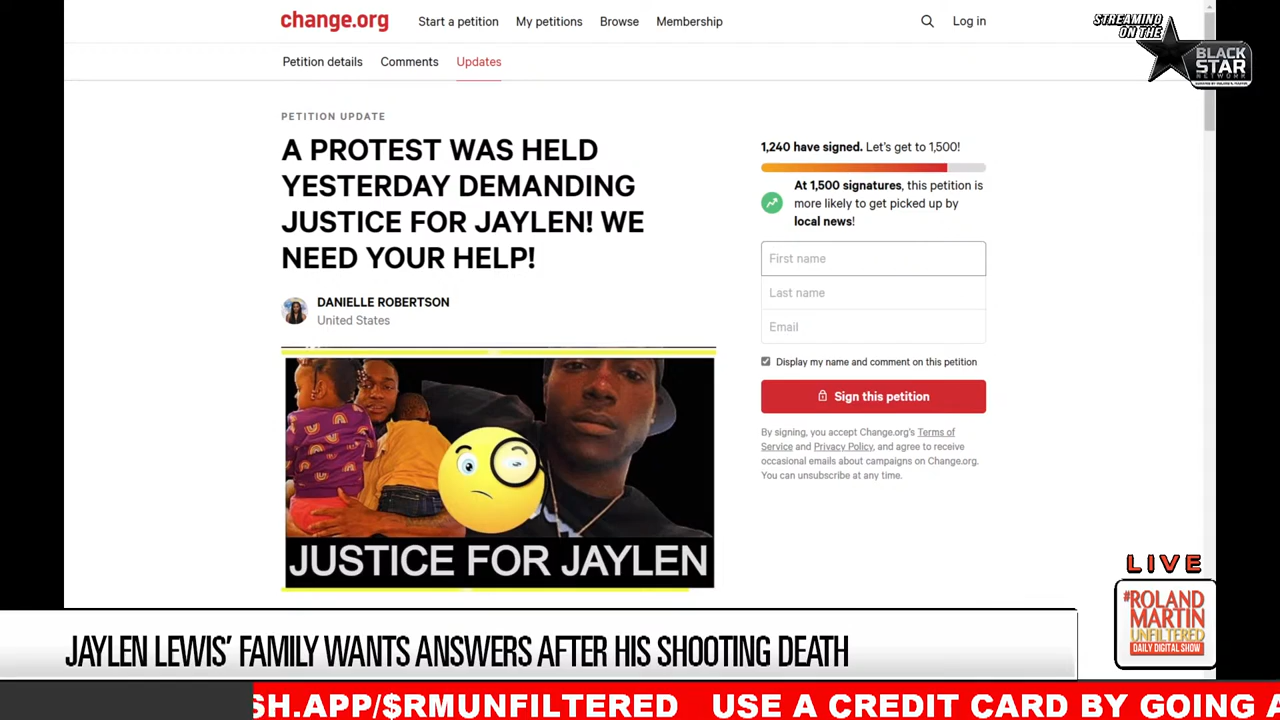 change.org
Start a petition
My petitions
Browse
Membership
Log in
STREAMING
ON THE
BLACK
STAR
NETWORK
Petition details
Comments
Updates
PETITION UPDATE
A PROTEST WAS HELD
YESTERDAY DEMANDING
JUSTICE FOR JAYLEN! WE
NEED YOUR HELP!
DANIELLE ROBERTSON
United States
JUSTICE FOR JAYLEN
1,240 have signed. Let's get to 1,500!
At 1,500 signatures, this petition is
more likely to get picked up by
local news!
First name
Last name
Email
Display my name and comment on this petition
Sign this petition
By signing, you accept Change.org's Terms of
Service and Privacy Policy, and agree to receive
occasional emails about campaigns on Change.org.
You can unsubscribe at any time.
LIVE
#ROLAND
MARTIN
UNFILTERED
DAILY DIGITAL SHOW
JAYLEN LEWIS' FAMILY WANTS ANSWERS AFTER HIS SHOOTING DEATH
SH.APP/$RMUNFILTERED USE A CREDIT CARD BY GOING A